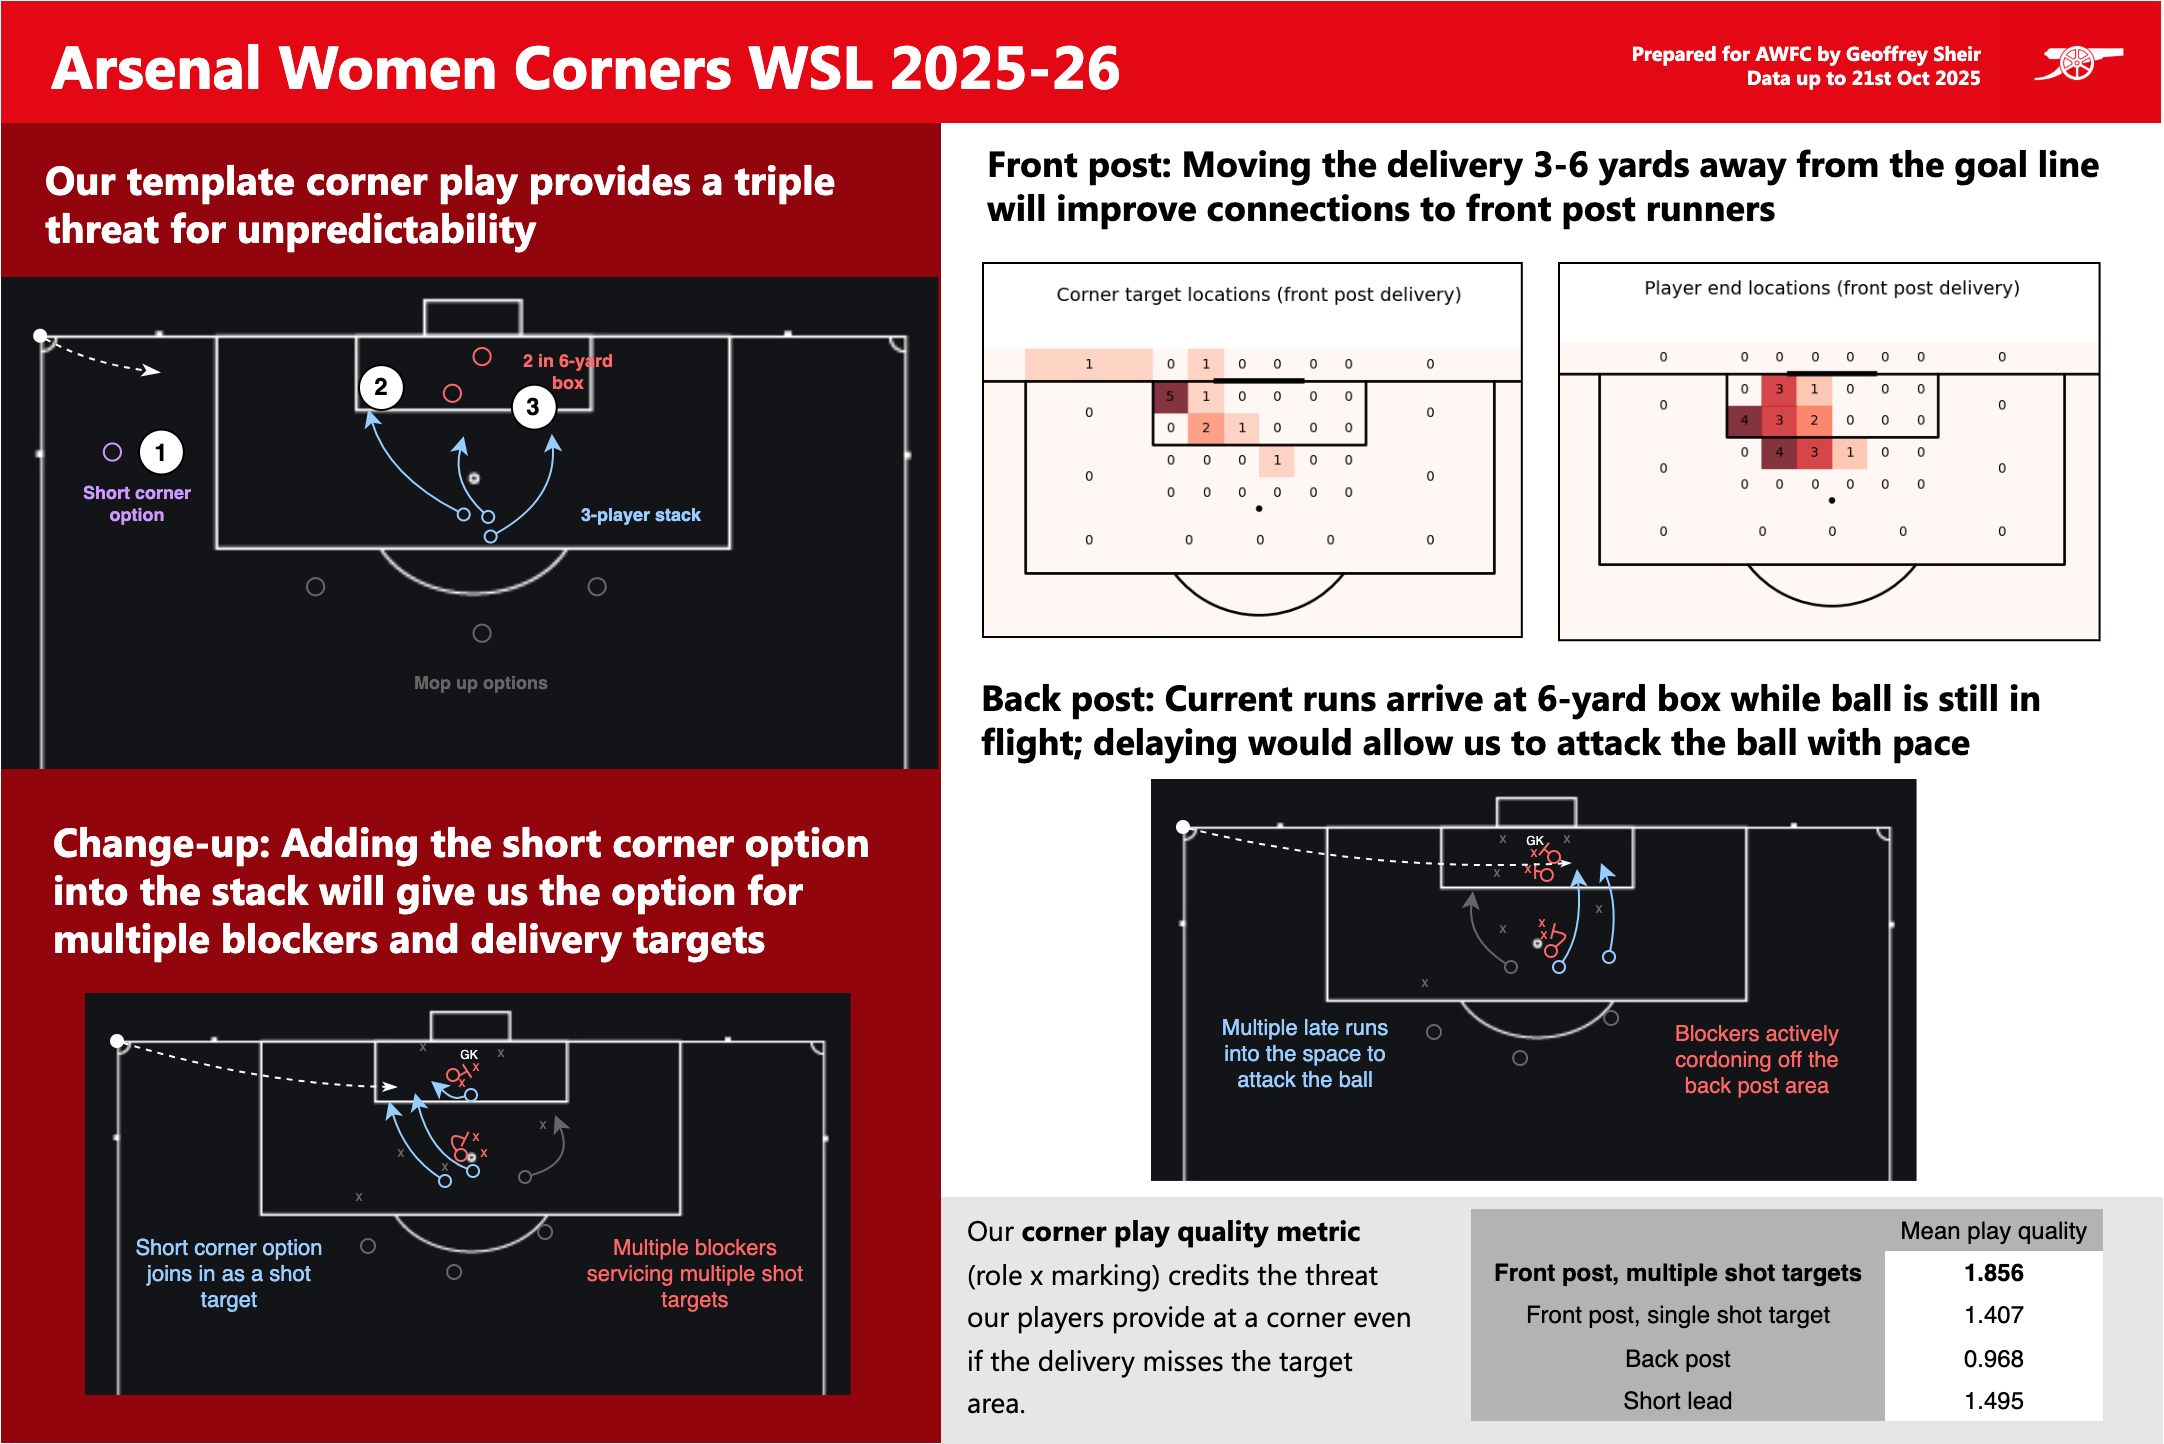 Arsenal Women Corners WSL 2025-26
Prepared for AWFC by Geoffrey Sheir
Data up to 21st Oct 2025
Our template corner play provides a triple
threat for unpredictability
2 in 6-yard
box
2
3
1
Short corner
option
3-player stack
Mop up options
Change-up: Adding the short corner option
into the stack will give us the option for
multiple blockers and delivery targets
x
GK
x
x
x
x
x
x
x
x
x
Short corner option
joins in as a shot
target
Multiple blockers
servicing multiple shot
targets
Front post: Moving the delivery 3-6 yards away from the goal line
will improve connections to front post runners
Corner target locations (front post delivery)
1 0 1 0 0 0 0 0
5 1 0 0 0 0
0 0
0 2 1 0 0 0
0 0 0 1 0 0
0 0
0 0 0 0 0 0
0 0 0 0 0
Player end locations (front post delivery)
0 0 0 0 0 0 0 0
0 3 1 0 0 0
0 0
4 3 2 0 0 0
0 4 3 1 0 0
0 0
0 0 0 0 0 0
0 0 0 0 0
Back post: Current runs arrive at 6-yard box while ball is still in
flight; delaying would allow us to attack the ball with pace
x
GK
x
x
x
x
x
x
x
x
x
Multiple late runs
into the space to
attack the ball
Blockers actively
cordoning off the
back post area
Our corner play quality metric
(role x marking) credits the threat
our players provide at a corner even
if the delivery misses the target
area.
Mean play quality
Front post, multiple shot targets 1.856
Front post, single shot target 1.407
Back post 0.968
Short lead 1.495